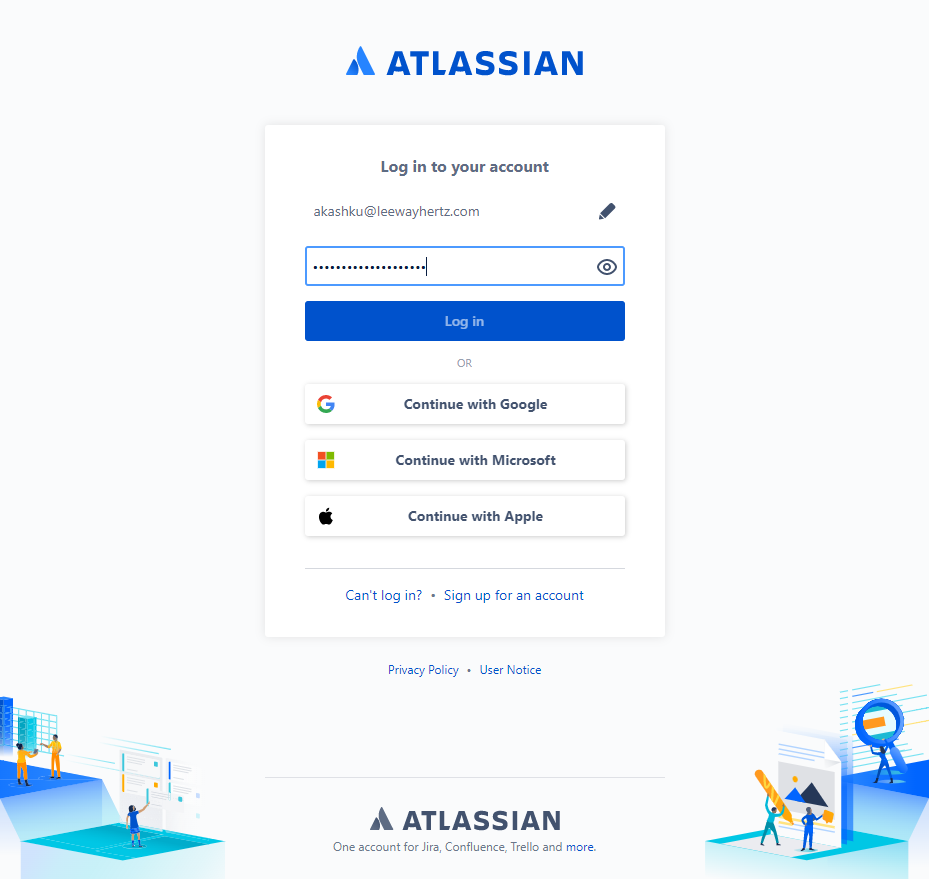 ATLASSIAN
Log in to your account
akashku@leewayhertz.com
••••••••••••••••••••
Log in
OR
Continue with Google
Continue with Microsoft
Continue with Apple
Can't log in? • Sign up for an account
Privacy Policy • User Notice
ATLASSIAN
One account for Jira, Confluence, Trello and more.